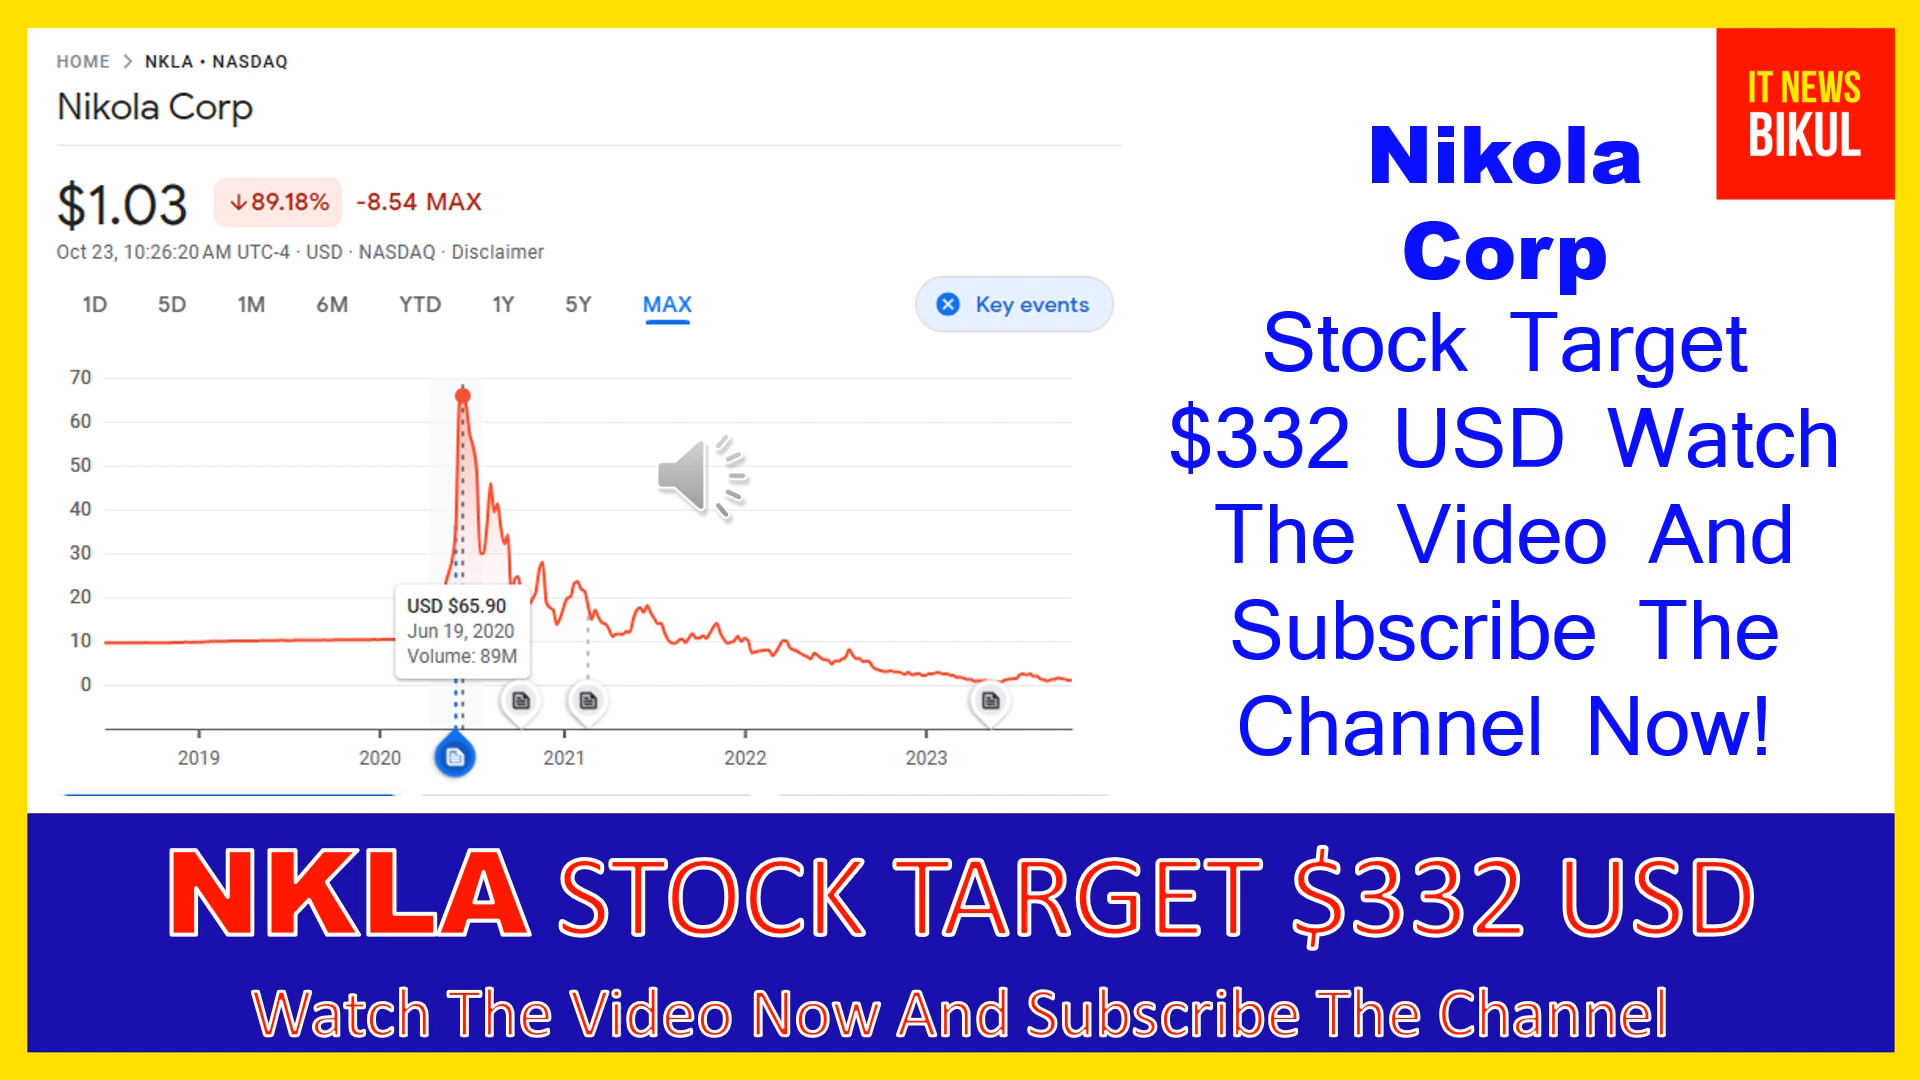 HOME > NKLA • NASDAQ
Nikola Corp
$1.03 ↓89.18% -8.54 MAX
Oct 23, 10:26:20 AM UTC-4 · USD · NASDAQ · Disclaimer
1D 5D 1M 6M YTD 1Y 5Y MAX
Key events
70
60
50
40
30
20
10
0
USD $65.90
Jun 19, 2020
Volume: 89M
2019 2020 2021 2022 2023
IT NEWS
BIKUL
Nikola
Corp
Stock Target
$332 USD Watch
The Video And
Subscribe The
Channel Now!
NKLA STOCK TARGET $332 USD
Watch The Video Now And Subscribe The Channel